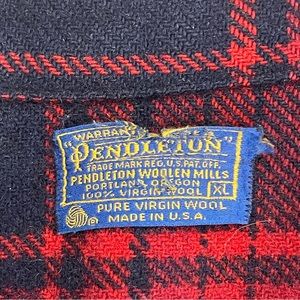 "WARRAN
PENDLETON"
TRADE MARK REG. U.S. PAT. OFF.
PENDLETON WOOLEN MILLS
PORTLAND, OREGON
100% VIRGIN WOOL
XL
PURE VIRGIN WOOL
MADE IN U.S.A.